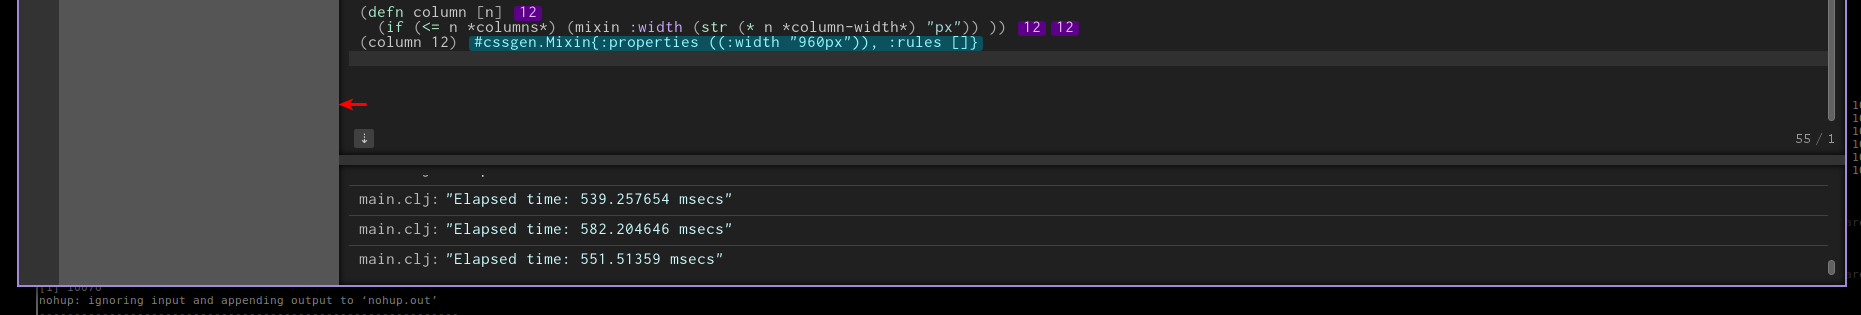 (defn column [n] 12
(if (<= n *columns*) (mixin :width (str (* n *column-width*) "px")) )) 12 12
(column 12) #cssgen.Mixin{:properties ((:width "960px")), :rules []}
55 / 1
main.clj: "Elapsed time: 539.257654 msecs"
main.clj: "Elapsed time: 582.204646 msecs"
main.clj: "Elapsed time: 551.51359 msecs"
nohup: ignoring input and appending output to ‘nohup.out’